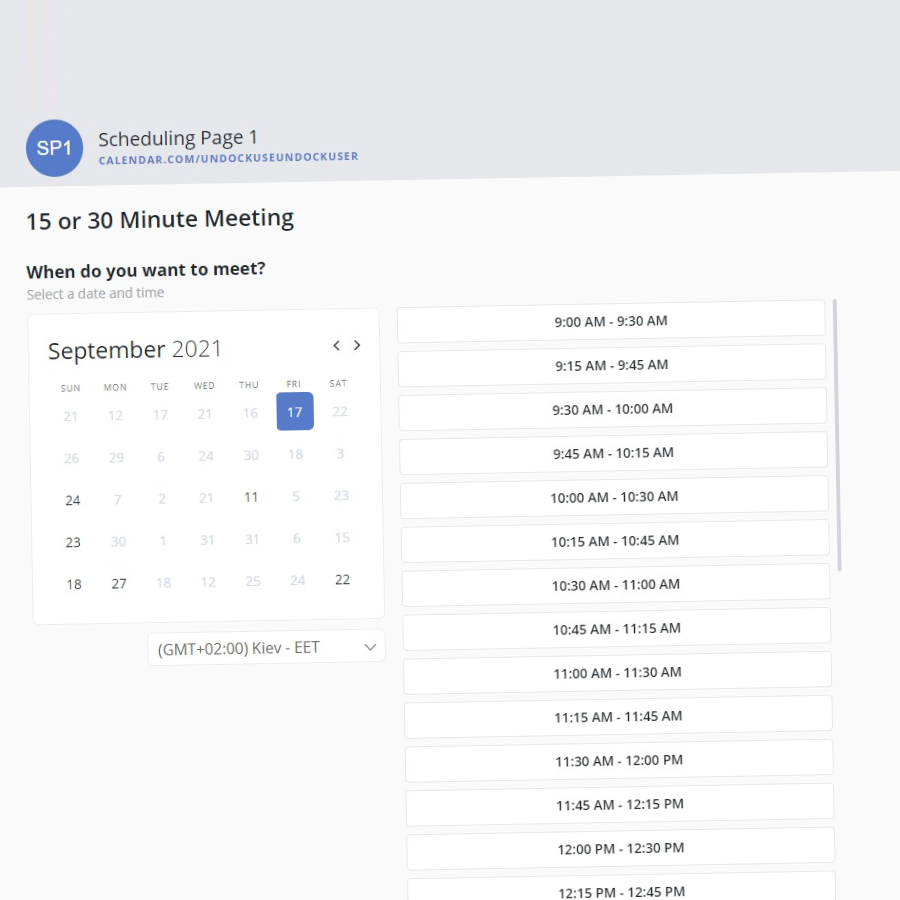 SP1
Scheduling Page 1
CALENDAR.COM/UNDOCKUSEUNDOCKUSER
15 or 30 Minute Meeting
When do you want to meet?
Select a date and time
September 2021
SUN MON TUE WED THU FRI SAT
21 12 17 21 16 17 22
26 29 6 24 30 18 3
24 7 2 21 11 5 23
23 30 1 31 31 6 15
18 27 18 12 25 24 22
(GMT+02:00) Kiev - EET
9:00 AM - 9:30 AM
9:15 AM - 9:45 AM
9:30 AM - 10:00 AM
9:45 AM - 10:15 AM
10:00 AM - 10:30 AM
10:15 AM - 10:45 AM
10:30 AM - 11:00 AM
10:45 AM - 11:15 AM
11:00 AM - 11:30 AM
11:15 AM - 11:45 AM
11:30 AM - 12:00 PM
11:45 AM - 12:15 PM
12:00 PM - 12:30 PM
12:15 PM - 12:45 PM